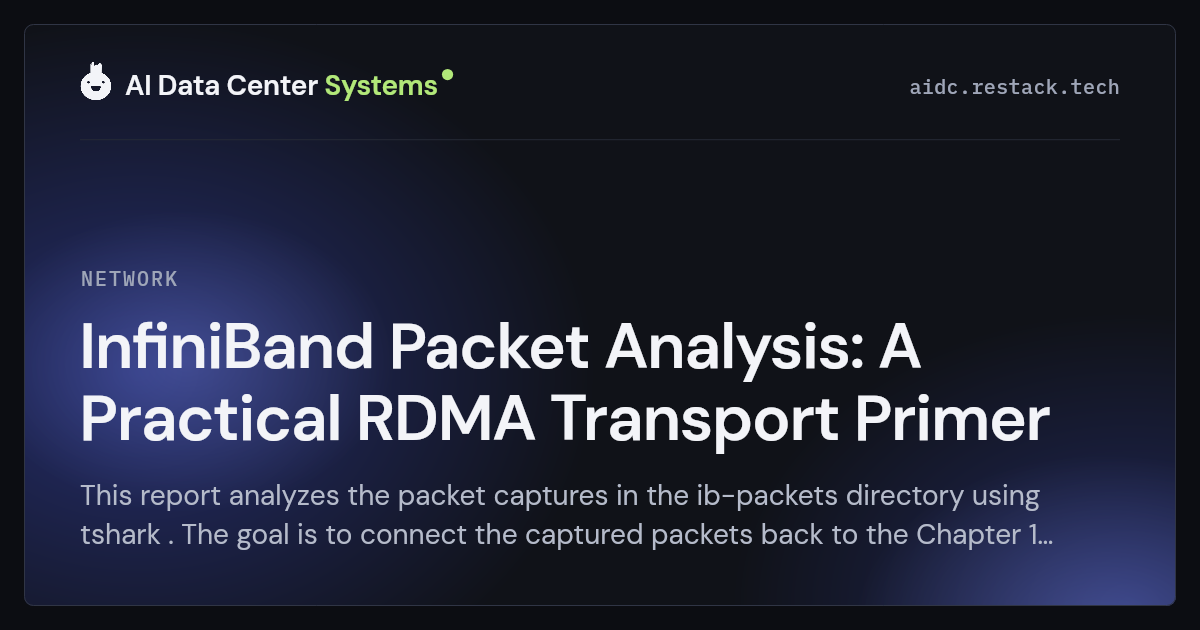 AI Data Center Systems
aidc.restack.tech
NETWORK
InfiniBand Packet Analysis: A
Practical RDMA Transport Primer
This report analyzes the packet captures in the ib-packets directory using
tshark . The goal is to connect the captured packets back to the Chapter 1...